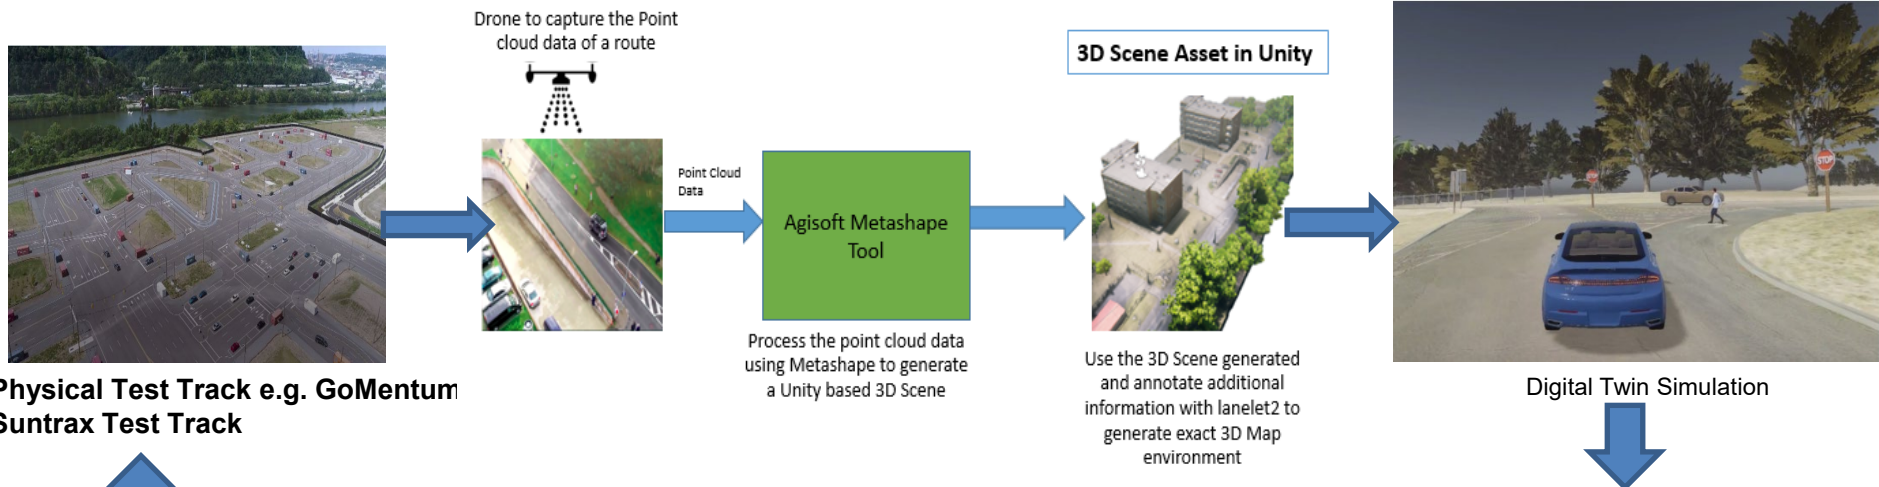 Drone to capture the Point
cloud data of a route
3D Scene Asset in Unity
Point Cloud
Data
Agisoft Metashape
Tool
STOP
STOP
Process the point cloud data
using Metashape to generate
a Unity based 3D Scene
Use the 3D Scene generated
and annotate additional
information with lanelet2 to
generate exact 3D Map
environment
Physical Test Track e.g. GoMentum
Suntrax Test Track
Digital Twin Simulation